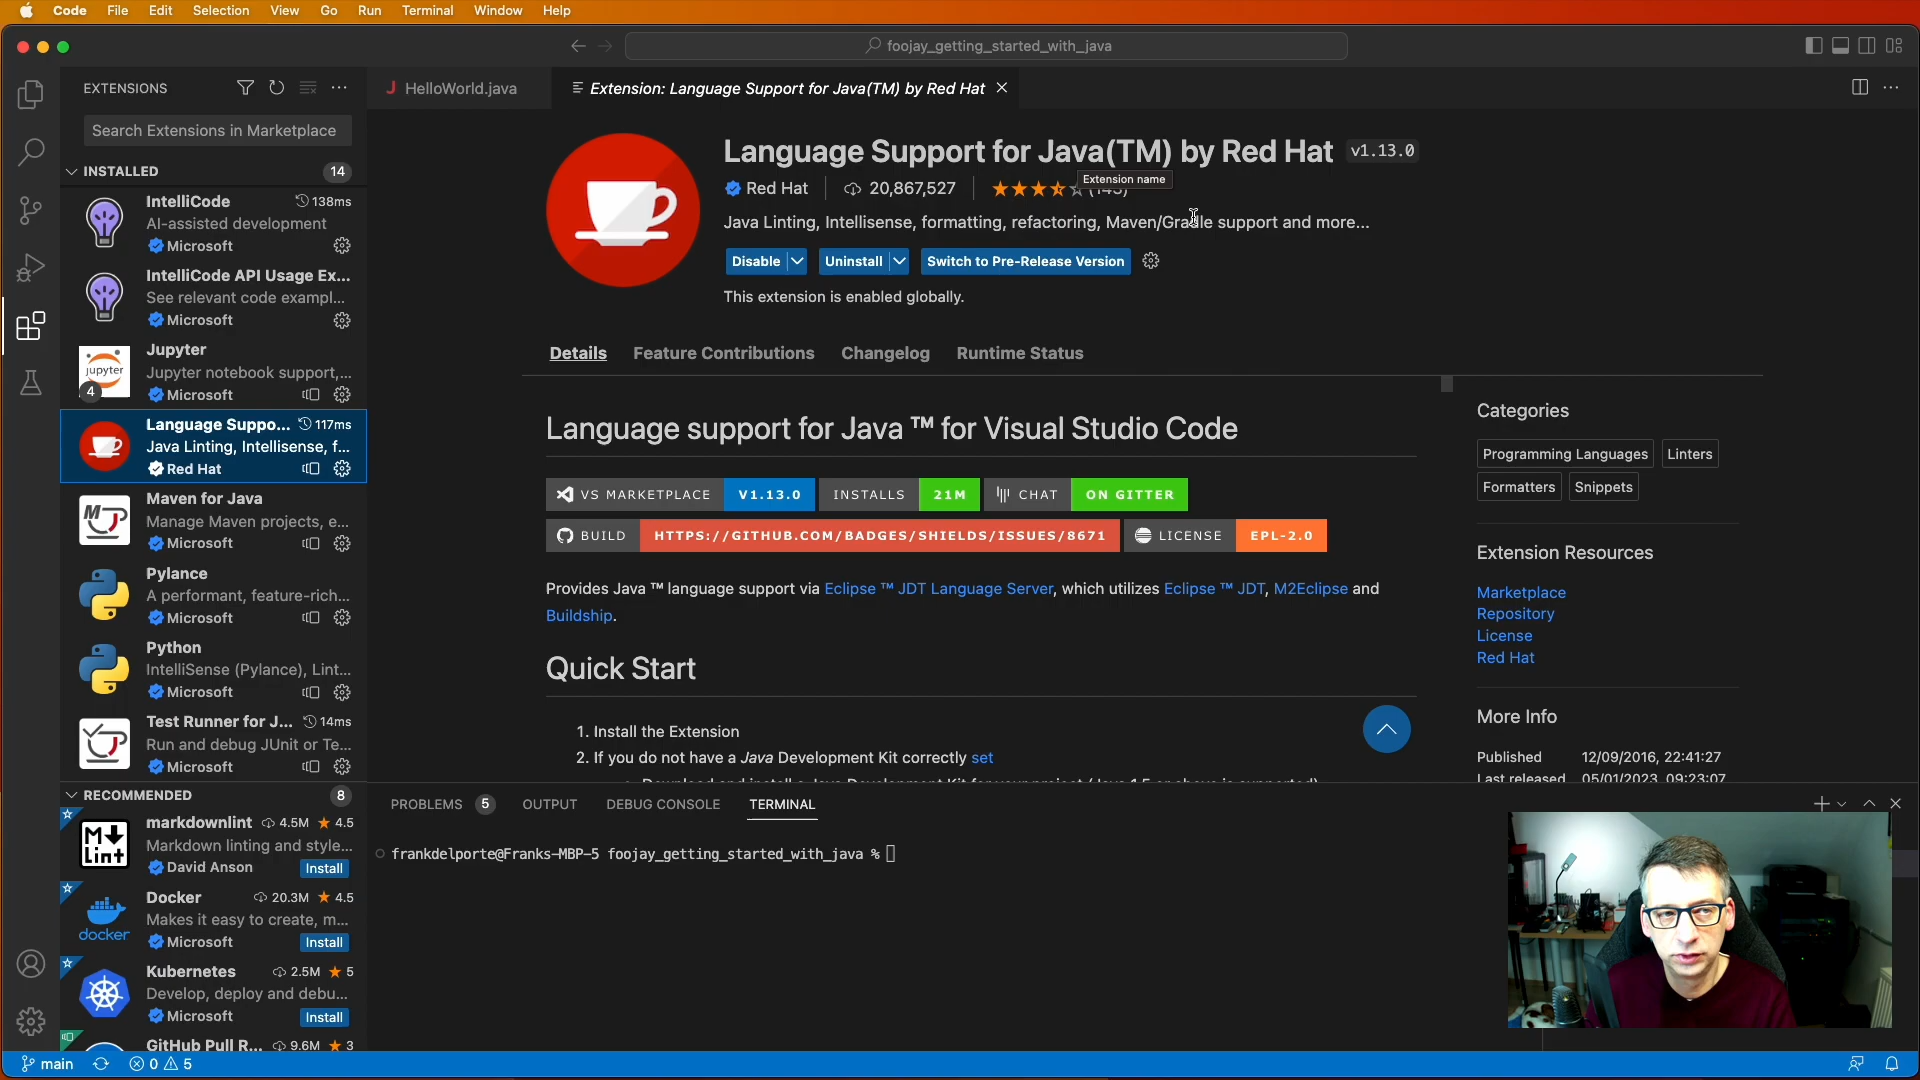 Code File Edit Selection View Go Run Terminal Window Help
foojay_getting_started_with_java
EXTENSIONS
HelloWorld.java
Extension: Language Support for Java(TM) by Red Hat
Search Extensions in Marketplace
INSTALLED 14
IntelliCode 138ms
AI-assisted development
Microsoft
IntelliCode API Usage Ex...
See relevant code exampl...
Microsoft
Jupyter
Jupyter notebook support,...
jupyter
4
Microsoft
Language Suppo... 117ms
Java Linting, Intellisense, f...
Red Hat
Maven for Java
Manage Maven projects, e...
Microsoft
Pylance
A performant, feature-rich...
Microsoft
Python
IntelliSense (Pylance), Lint...
Microsoft
Test Runner for J... 14ms
Run and debug JUnit or Te...
Microsoft
RECOMMENDED 8
markdownlint 4.5M 4.5
Markdown linting and style...
M
Lint
David Anson Install
Docker 20.3M 4.5
Makes it easy to create, m...
docker
Microsoft Install
Kubernetes 2.5M 5
Develop, deploy and debu...
Microsoft Install
GitHub Pull R... 9.6M 3
Language Support for Java(TM) by Red Hat v1.13.0
Extension name
Red Hat 20,867,527
Java Linting, Intellisense, formatting, refactoring, Maven/Gradle support and more...
Disable Uninstall Switch to Pre-Release Version
This extension is enabled globally.
Details Feature Contributions Changelog Runtime Status
Language support for Java ™ for Visual Studio Code
VS MARKETPLACE V1.13.0 INSTALLS 21M CHAT ON GITTER
BUILD HTTPS://GITHUB.COM/BADGES/SHIELDS/ISSUES/8671 LICENSE EPL-2.0
Provides Java ™ language support via Eclipse ™ JDT Language Server, which utilizes Eclipse ™ JDT, M2Eclipse and
Buildship.
Quick Start
1. Install the Extension
2. If you do not have a Java Development Kit correctly set
Categories
Programming Languages Linters
Formatters Snippets
Extension Resources
Marketplace
Repository
License
Red Hat
More Info
Published 12/09/2016, 22:41:27
Last released 05/01/2023, 09:23:07
PROBLEMS 5 OUTPUT DEBUG CONSOLE TERMINAL
frankdelporte@Franks-MBP-5 foojay_getting_started_with_java %
main 0 5